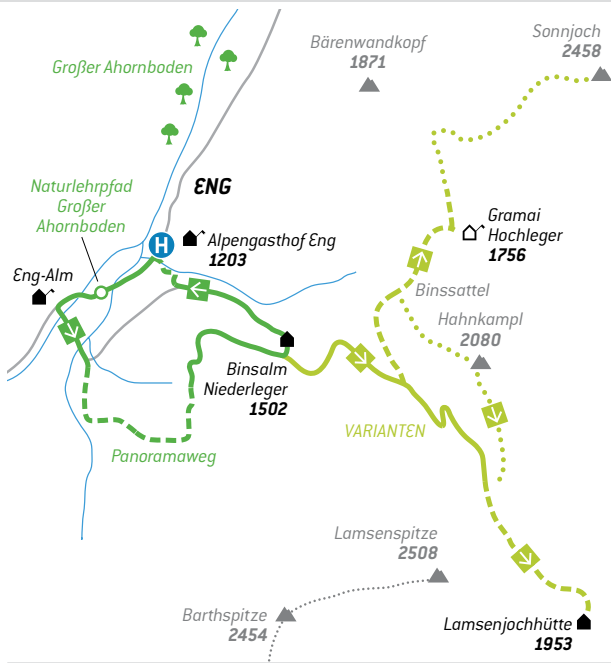 Sonnjoch
2458
Bärenwandkopf
1871
Großer Ahornboden
Naturlehrpfad
Großer
Ahornboden
ENG
H
Alpengasthof Eng
1203
Gramai
Hochleger
1756
Eng-Alm
Binssattel
Hahnkampl
2080
Binsalm
Niederleger
1502
VARIANTEN
Panoramaweg
Lamsenspitze
2508
Barthspitze
2454
Lamsenjochhütte
1953